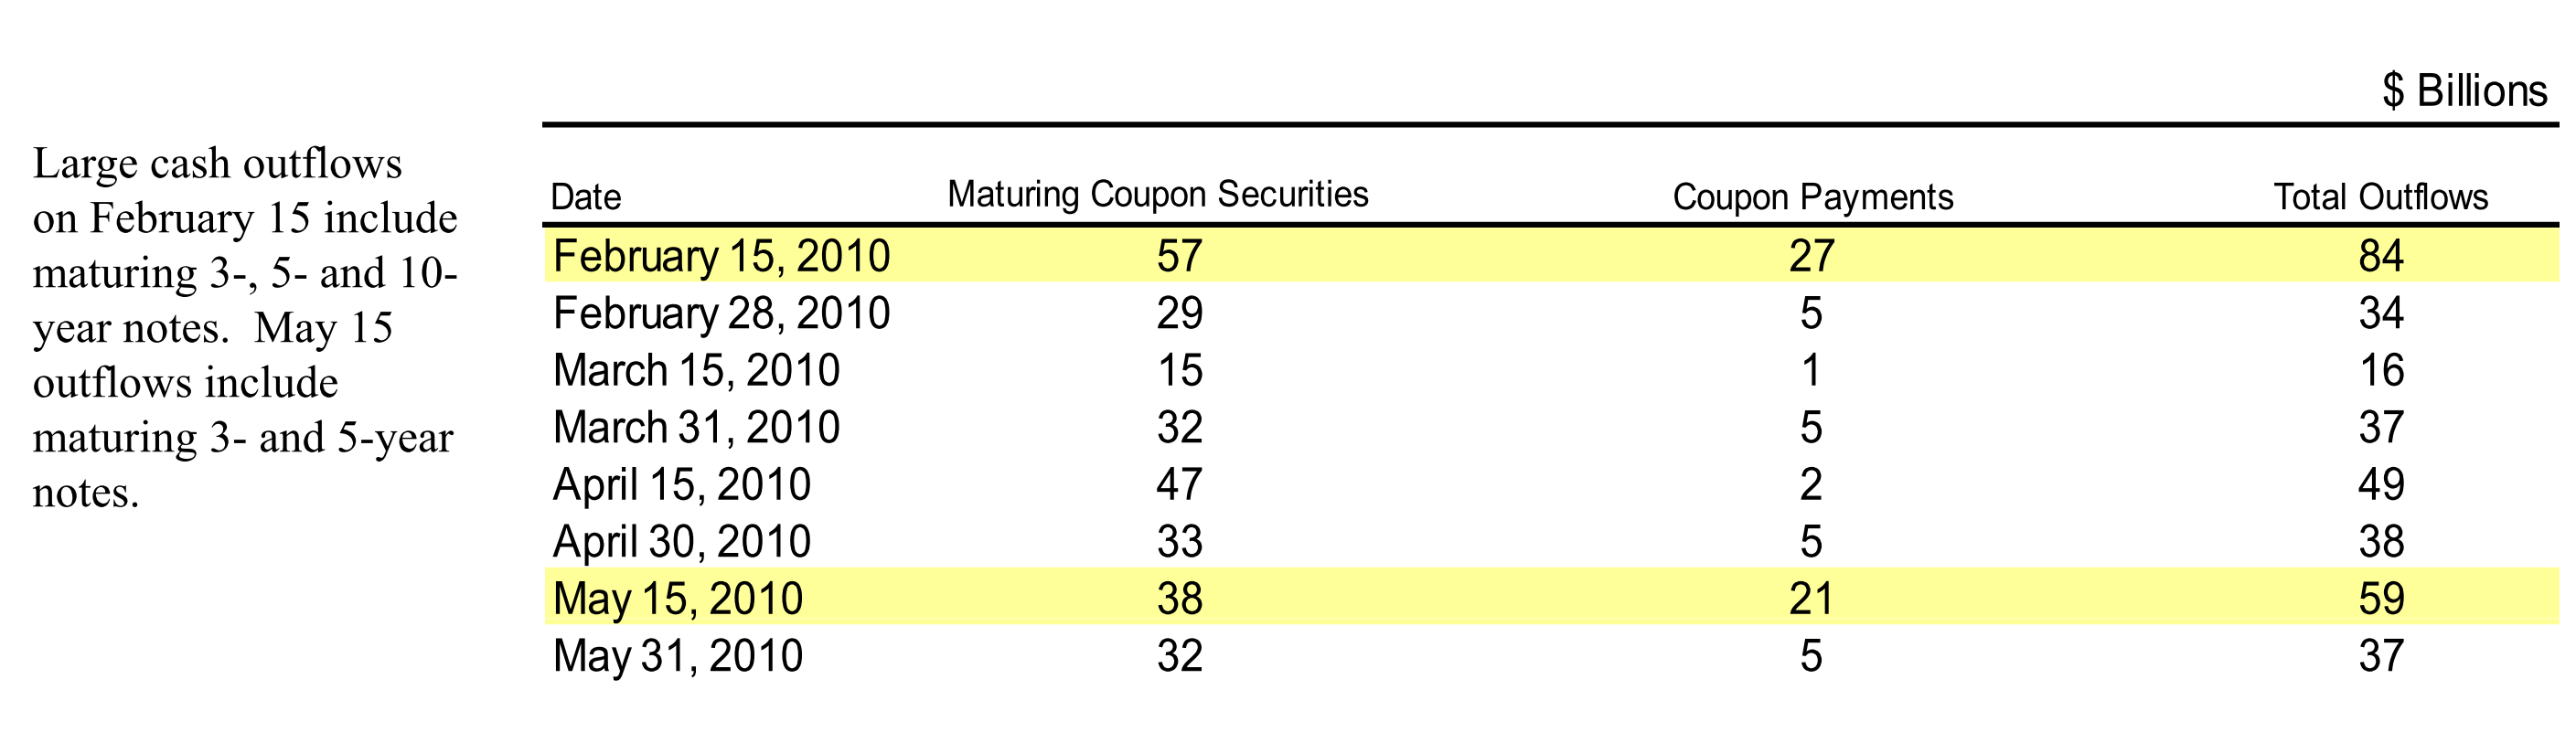 $ Billions
Large cash outflows
on February 15 include
maturing 3-, 5- and 10-
year notes.  May 15
outflows include
maturing 3- and 5-year
notes.
Date Maturing Coupon Securities Coupon Payments Total Outflows
February 15, 2010 57 27 84
February 28, 2010 29 5 34
March 15, 2010 15 1 16
March 31, 2010 32 5 37
April 15, 2010 47 2 49
April 30, 2010 33 5 38
May 15, 2010 38 21 59
May 31, 2010 32 5 37